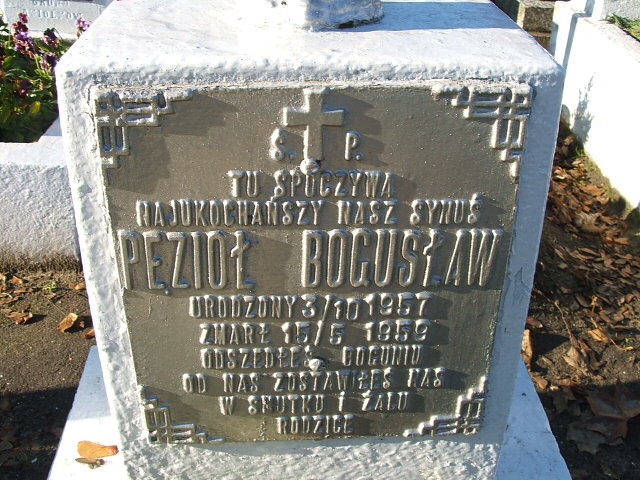 Ś. P.
TU SPOCZYWA
NAJUKOCHAŃSZY NASZ SYNUŚ
PEZIOŁ BOGUSŁAW
URODZONY 3/10 1957
ZMARŁ 15/5 1959
ODSZEDŁEŚ BOGUNIU
OD NAS ZOSTAWIŁEŚ NAS
W SMUTKU I ŻALU
RODZICE